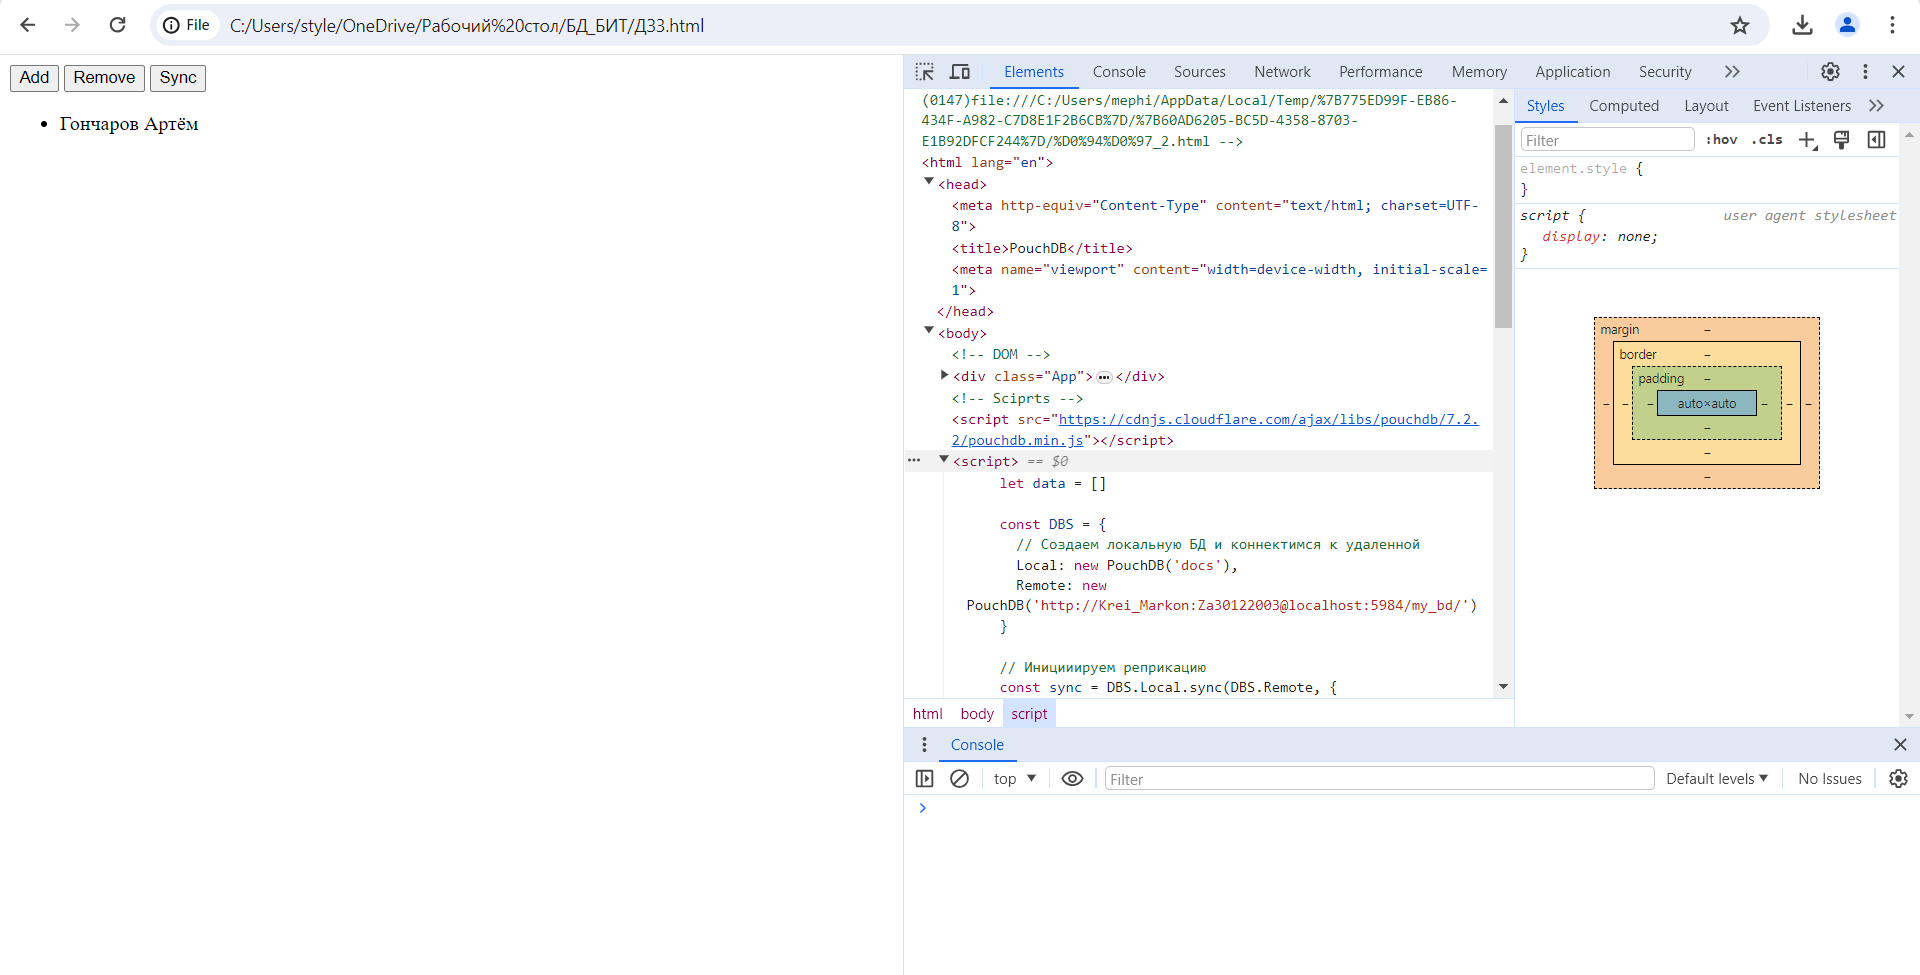 File C:/Users/style/OneDrive/Рабочий%20стол/БД_БИТ/ДЗ3.html
Add Remove Sync
Гончаров Артём
Elements Console Sources Network Performance Memory Application Security
(0147)file:///C:/Users/mephi/AppData/Local/Temp/%7B775ED99F-EB86-
434F-A982-C7D8E1F2B6CB%7D/%7B60AD6205-BC5D-4358-8703-
E1B92DFCF244%7D/%D0%94%D0%97_2.html -->
<html lang="en">
<head>
<meta http-equiv="Content-Type" content="text/html; charset=UTF-
8">
<title>PouchDB</title>
<meta name="viewport" content="width=device-width, initial-scale=
1">
</head>
<body>
<!-- DOM -->
<div class="App">…</div>
<!-- Sciprts -->
<script src="https://cdnjs.cloudflare.com/ajax/libs/pouchdb/7.2.
2/pouchdb.min.js"></script>
<script> == $0
let data = []
const DBS = {
// Создаем локальную БД и коннектимся к удаленной
Local: new PouchDB('docs'),
Remote: new
PouchDB('http://Krei_Markon:Za30122003@localhost:5984/my_bd/')
}
// Инициируем реприкацию
const sync = DBS.Local.sync(DBS.Remote, {
html body script
Styles Computed Layout Event Listeners
Filter :hov .cls
element.style {
}
script { user agent stylesheet
display: none;
}
margin –
border –
padding –
– – – auto×auto – – –
–
–
–
Console
top Filter Default levels No Issues